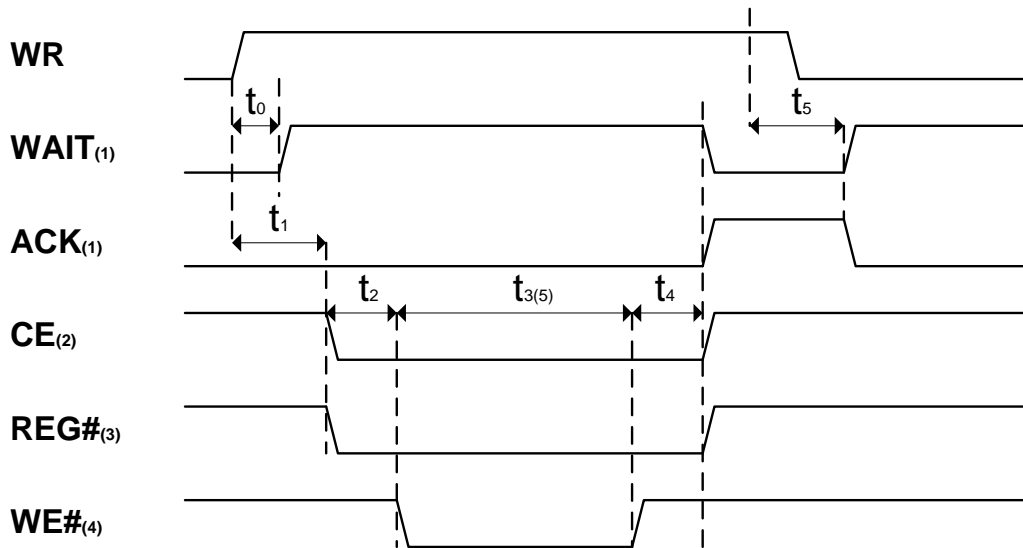 WR
t0
t5
WAIT(1)
t1
ACK(1)
t2 t3(5) t4
CE(2)
REG#(3)
WE#(4)